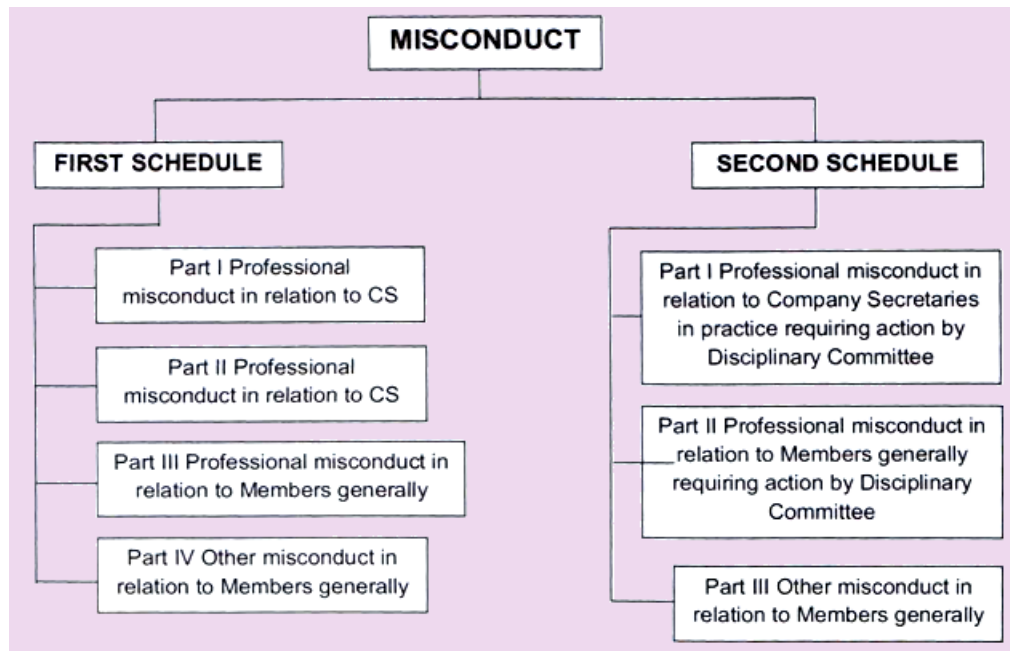 MISCONDUCT
FIRST SCHEDULE
Part I Professional
misconduct in relation to CS
Part II Professional
misconduct in relation to CS
Part III Professional misconduct in
relation to Members generally
Part IV Other misconduct in
relation to Members generally
SECOND SCHEDULE
Part I Professional misconduct in
relation to Company Secretaries
in practice requiring action by
Disciplinary Committee
Part II Professional misconduct in
relation to Members generally
requiring action by Disciplinary
Committee
Part III Other misconduct in
relation to Members generally